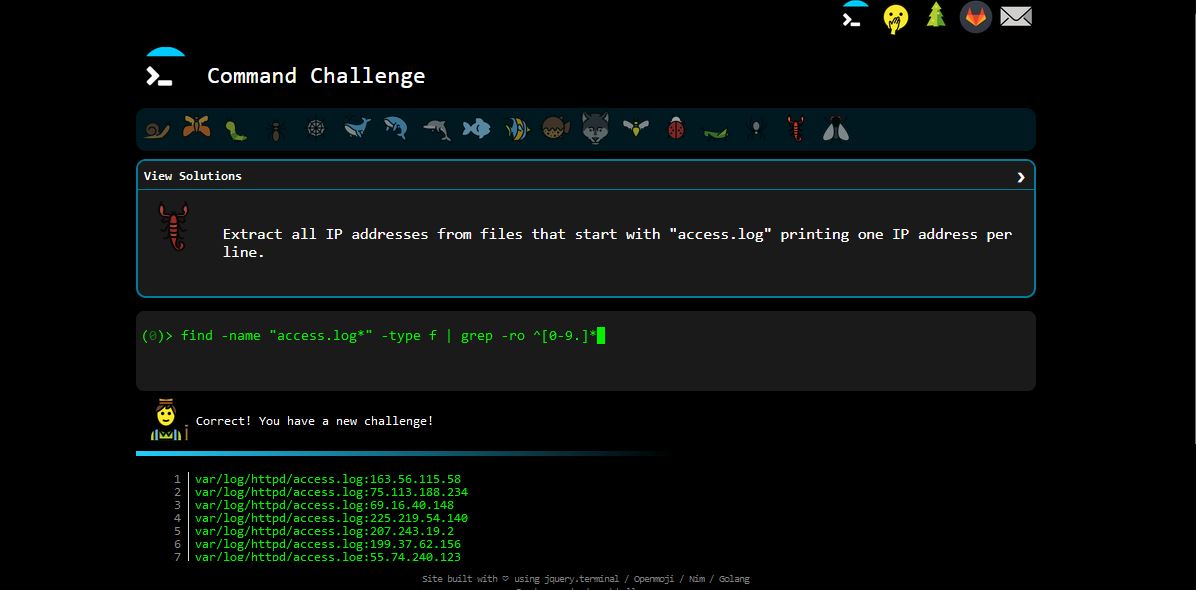 Command Challenge
View Solutions
Extract all IP addresses from files that start with "access.log" printing one IP address per
line.
(0)> find -name "access.log*" -type f | grep -ro ^[0-9.]*
Correct! You have a new challenge!
1 var/log/httpd/access.log:163.56.115.58
2 var/log/httpd/access.log:75.113.188.234
3 var/log/httpd/access.log:69.16.40.148
4 var/log/httpd/access.log:225.219.54.140
5 var/log/httpd/access.log:207.243.19.2
6 var/log/httpd/access.log:199.37.62.156
7 var/log/httpd/access.log:55.74.240.123
Site built with ♡ using jquery.terminal / Openmoji / Nim / Golang